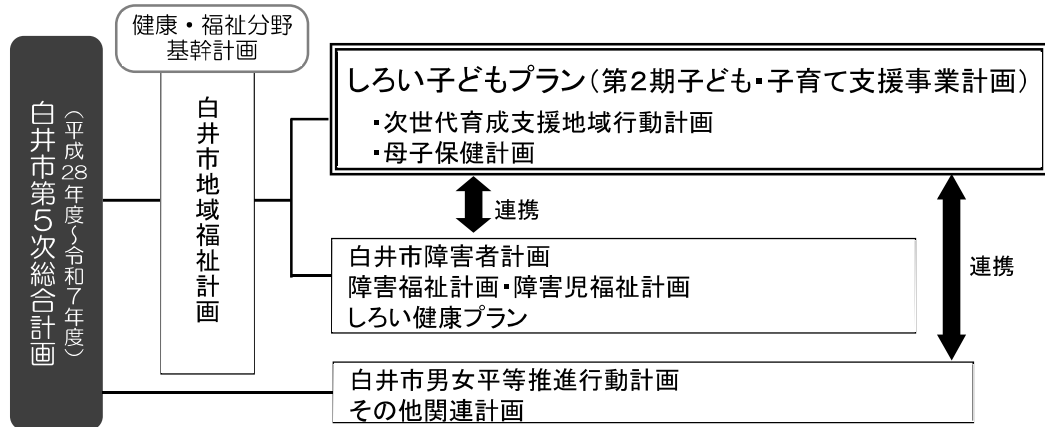 白井市第5次総合計画
（平成28年度～令和7年度）
健康・福祉分野
基幹計画
白井市地域福祉計画
しろい子どもプラン（第２期子ども・子育て支援事業計画）
・次世代育成支援地域行動計画
・母子保健計画
連携
白井市障害者計画
障害福祉計画・障害児福祉計画
しろい健康プラン
連携
白井市男女平等推進行動計画
その他関連計画